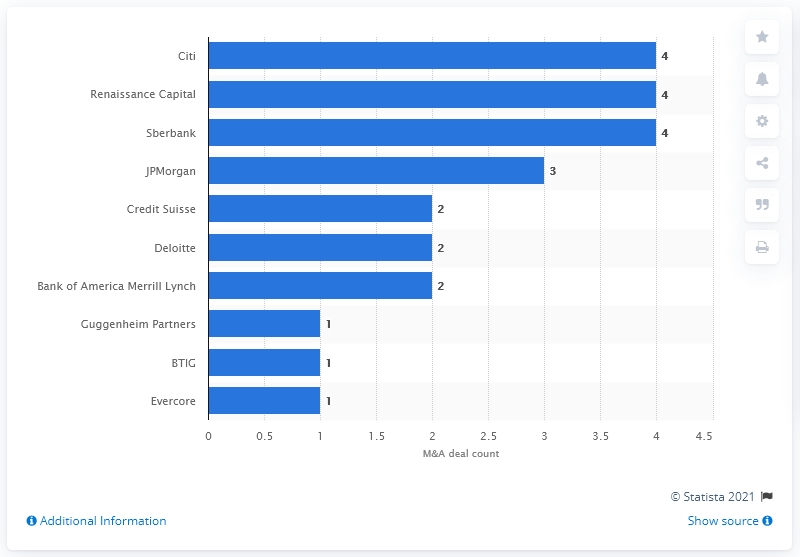 Citi 4
Renaissance Capital 4
Sberbank 4
JPMorgan 3
Credit Suisse 2
Deloitte 2
Bank of America Merrill Lynch 2
Guggenheim Partners 1
BTIG 1
Evercore 1
0 0.5 1 1.5 2 2.5 3 3.5 4 4.5
M&A deal count
© Statista 2021
Additional Information Show source